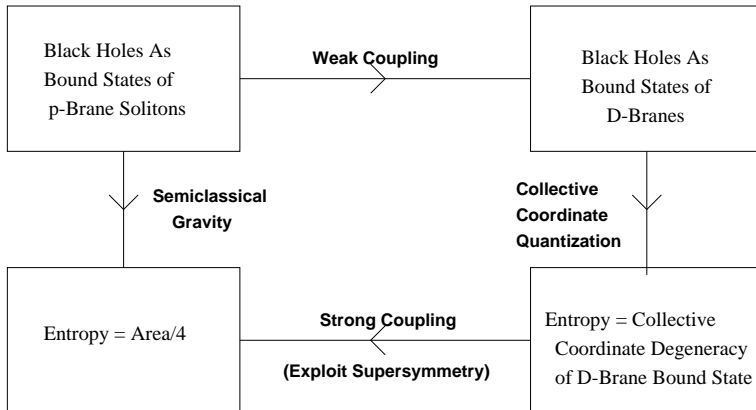 Black Holes As
Bound States of
p-Brane Solitons
Weak Coupling
Black Holes As
Bound States of
D-Branes
Semiclassical
Gravity
Collective
Coordinate
Quantization
Entropy = Area/4
Strong Coupling
(Exploit Supersymmetry)
Entropy = Collective
Coordinate Degeneracy
of D-Brane Bound State